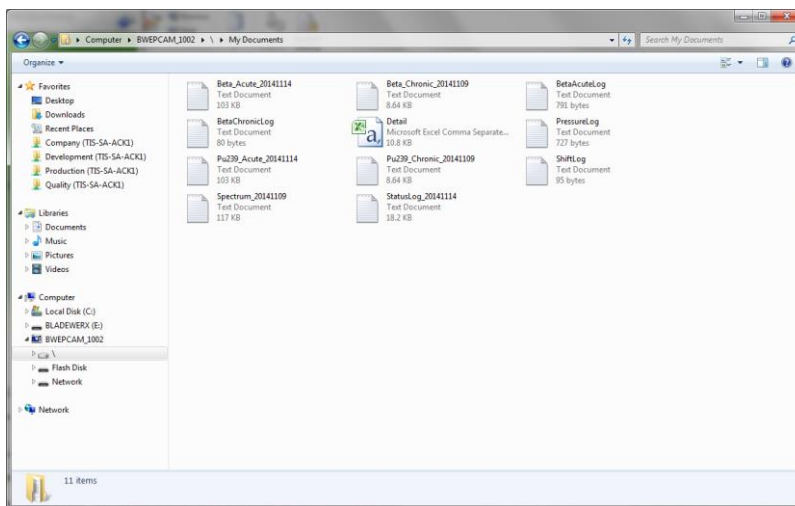 Computer ▸ BWEPCAM_1002 ▸ \ ▸ My Documents
Search My Documents
Organize
Favorites
Desktop
Downloads
Recent Places
Company (TIS-SA-ACK1)
Development (TIS-SA-ACK1)
Production (TIS-SA-ACK1)
Quality (TIS-SA-ACK1)
Libraries
Documents
Music
Pictures
Videos
Computer
Local Disk (C:)
BLADEWERX (E:)
BWEPCAM_1002
\
Flash Disk
Network
Network
Beta_Acute_20141114
Text Document
103 KB
Beta_Chronic_20141109
Text Document
8.64 KB
BetaAcuteLog
Text Document
791 bytes
BetaChronicLog
Text Document
80 bytes
Detail
Microsoft Excel Comma Separate...
10.8 KB
PressureLog
Text Document
727 bytes
Pu239_Acute_20141114
Text Document
103 KB
Pu239_Chronic_20141109
Text Document
8.64 KB
ShiftLog
Text Document
95 bytes
Spectrum_20141109
Text Document
117 KB
StatusLog_20141114
Text Document
18.2 KB
11 items